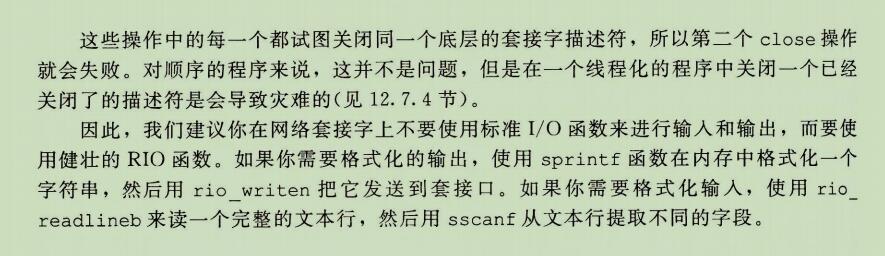 这些操作中的每一个都试图关闭同一个底层的套接字描述符，所以第二个 close 操作
就会失败。对顺序的程序来说，这并不是问题，但是在一个线程化的程序中关闭一个已经
关闭了的描述符是会导致灾难的(见 12.7.4 节)。
因此，我们建议你在网络套接字上不要使用标准 I/O 函数来进行输入和输出，而要使
用健壮的 RIO 函数。如果你需要格式化的输出，使用 sprintf 函数在内存中格式化一个
字符串，然后用 rio_writen 把它发送到套接口。如果你需要格式化输入，使用 rio_
readlineb 来读一个完整的文本行，然后用 sscanf 从文本行提取不同的字段。